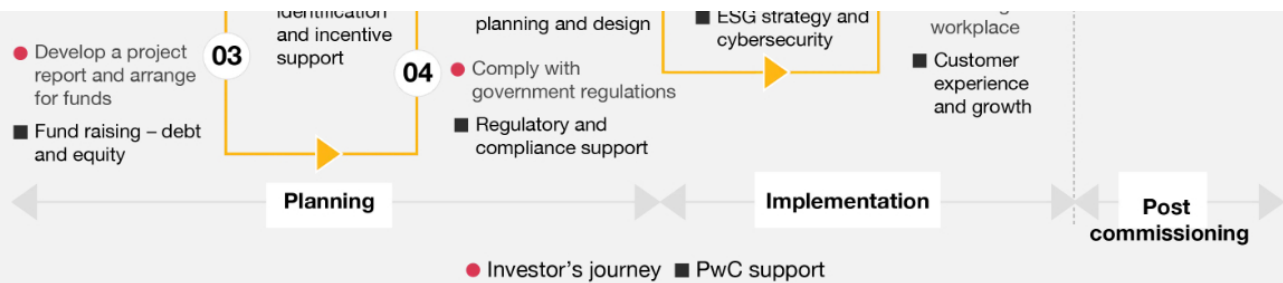 Develop a project
report and arrange
for funds
Fund raising – debt
and equity
03
identification
and incentive
support
04
planning and design
Comply with
government regulations
Regulatory and
compliance support
ESG strategy and
cybersecurity
workplace
Customer
experience
and growth
Planning
Implementation
Post
commissioning
Investor's journey
PwC support